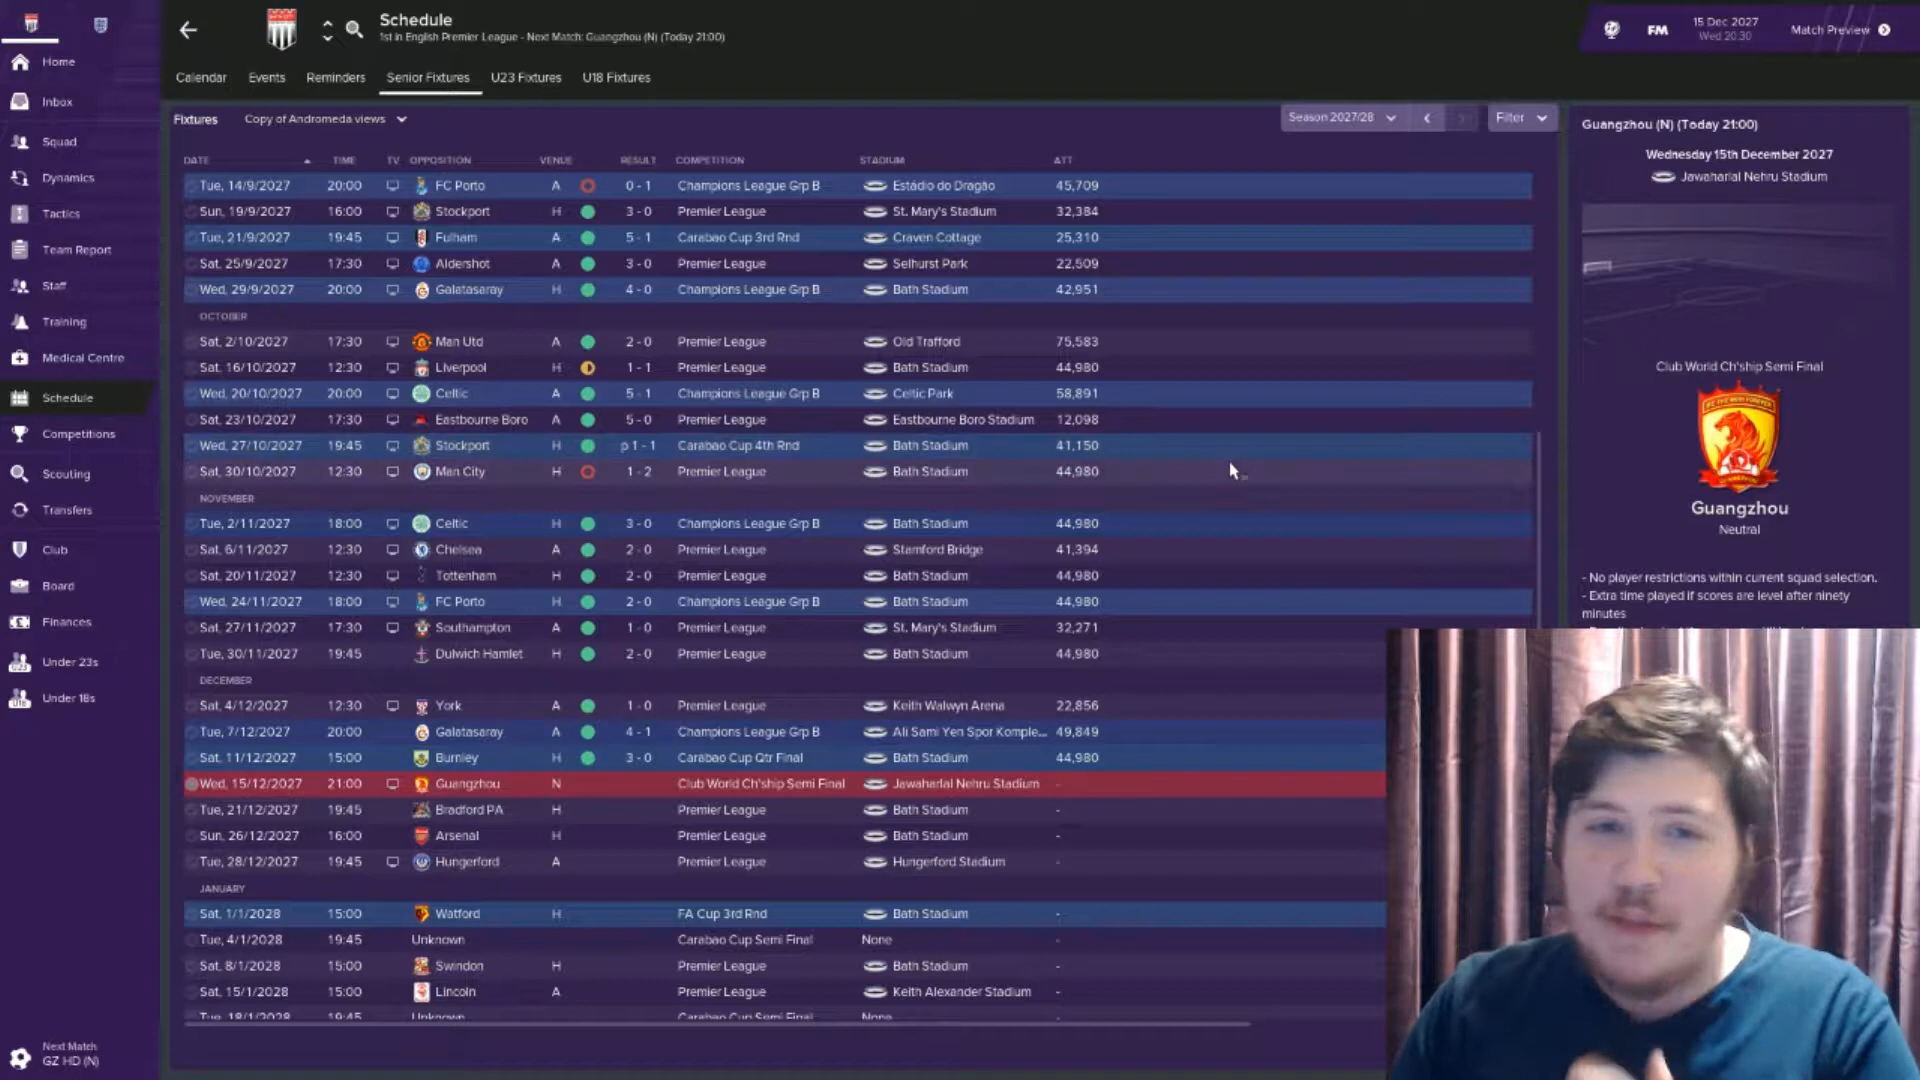 Schedule
1st in English Premier League - Next Match: Guangzhou (N) (Today 21:00)
FM
15 Dec 2027
Wed 20:30
Match Preview
Calendar Events Reminders Senior Fixtures U23 Fixtures U18 Fixtures
Home
Inbox
Squad
Dynamics
Tactics
Team Report
Staff
Training
Medical Centre
Schedule
Competitions
Scouting
Transfers
Club
Board
Finances
Under 23s
Under 18s
Next Match
GZ HD (N)
Fixtures Copy of Andromeda views Season 2027/28 Filter
DATE TIME TV OPPOSITION VENUE RESULT COMPETITION STADIUM ATT
Tue, 14/9/2027 20:00 FC Porto A 0 - 1 Champions League Grp B Estádio do Dragão 45,709
Sun, 19/9/2027 16:00 Stockport H 3 - 0 Premier League St. Mary's Stadium 32,384
Tue, 21/9/2027 19:45 Fulham A 5 - 1 Carabao Cup 3rd Rnd Craven Cottage 25,310
Sat, 25/9/2027 17:30 Aldershot A 3 - 0 Premier League Selhurst Park 22,509
Wed, 29/9/2027 20:00 Galatasaray H 4 - 0 Champions League Grp B Bath Stadium 42,951
OCTOBER
Sat, 2/10/2027 17:30 Man Utd A 2 - 0 Premier League Old Trafford 75,583
Sat, 16/10/2027 12:30 Liverpool H 1 - 1 Premier League Bath Stadium 44,980
Wed, 20/10/2027 20:00 Celtic A 5 - 1 Champions League Grp B Celtic Park 58,891
Sat, 23/10/2027 17:30 Eastbourne Boro A 5 - 0 Premier League Eastbourne Boro Stadium 12,098
Wed, 27/10/2027 19:45 Stockport H p 1 - 1 Carabao Cup 4th Rnd Bath Stadium 41,150
Sat, 30/10/2027 12:30 Man City H 1 - 2 Premier League Bath Stadium 44,980
NOVEMBER
Tue, 2/11/2027 18:00 Celtic H 3 - 0 Champions League Grp B Bath Stadium 44,980
Sat, 6/11/2027 12:30 Chelsea A 2 - 0 Premier League Stamford Bridge 41,394
Sat, 20/11/2027 12:30 Tottenham H 2 - 0 Premier League Bath Stadium 44,980
Wed, 24/11/2027 18:00 FC Porto H 2 - 0 Champions League Grp B Bath Stadium 44,980
Sat, 27/11/2027 17:30 Southampton A 1 - 0 Premier League St. Mary's Stadium 32,271
Tue, 30/11/2027 19:45 Dulwich Hamlet H 2 - 0 Premier League Bath Stadium 44,980
DECEMBER
Sat, 4/12/2027 12:30 York A 1 - 0 Premier League Keith Walwyn Arena 22,856
Tue, 7/12/2027 20:00 Galatasaray A 4 - 1 Champions League Grp B Ali Sami Yen Spor Komple... 49,849
Sat, 11/12/2027 15:00 Burnley H 3 - 0 Carabao Cup Qtr Final Bath Stadium 44,980
Wed, 15/12/2027 21:00 Guangzhou N Club World Ch'ship Semi Final Jawaharlal Nehru Stadium -
Tue, 21/12/2027 19:45 Bradford PA H Premier League Bath Stadium -
Sun, 26/12/2027 16:00 Arsenal H Premier League Bath Stadium -
Tue, 28/12/2027 19:45 Hungerford A Premier League Hungerford Stadium -
JANUARY
Sat, 1/1/2028 15:00 Watford H FA Cup 3rd Rnd Bath Stadium -
Tue, 4/1/2028 19:45 Unknown Carabao Cup Semi Final None -
Sat, 8/1/2028 15:00 Swindon H Premier League Bath Stadium -
Sat, 15/1/2028 15:00 Lincoln A Premier League Keith Alexander Stadium -
Tue, 18/1/2028 19:45 Unknown Carabao Cup Semi Final None
Guangzhou (N) (Today 21:00)
Wednesday 15th December 2027
Jawaharlal Nehru Stadium
Club World Ch'ship Semi Final
Guangzhou
Neutral
- No player restrictions within current squad selection.
- Extra time played if scores are level after ninety
minutes